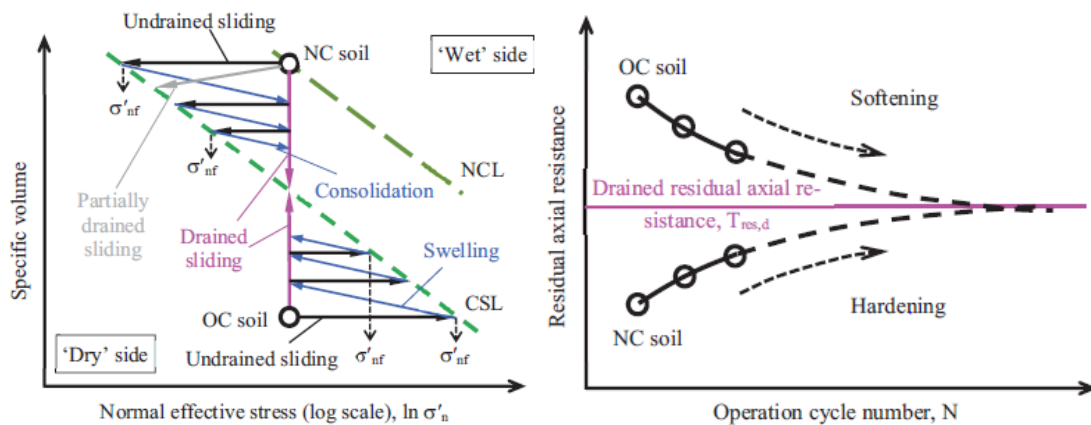 Undrained sliding
NC soil
'Wet' side
σ'nf
σ'nf
NCL
Consolidation
Partially
drained
sliding
Drained
sliding
Swelling
CSL
OC soil
'Dry' side
Undrained sliding
σ'nf
σ'nf
Specific volume
Normal effective stress (log scale), ln σ'n
OC soil
Softening
Drained residual axial re-
sistance, Tres,d
NC soil
Hardening
Residual axial resistance
Operation cycle number, N